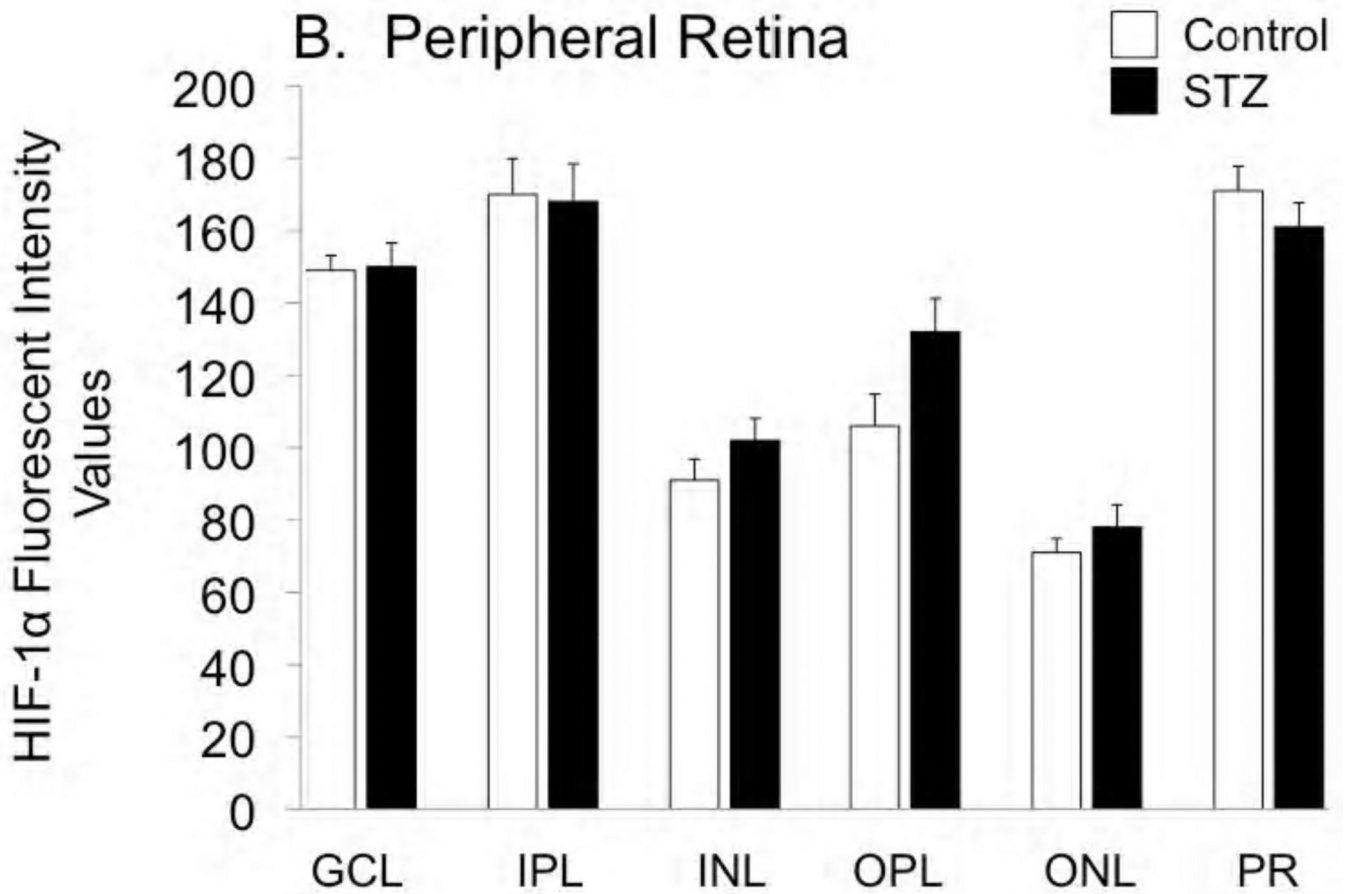 B. Peripheral Retina
Control
STZ
HIF-1α Fluorescent Intensity
Values
200
180
160
140
120
100
80
60
40
20
0
GCL IPL INL OPL ONL PR